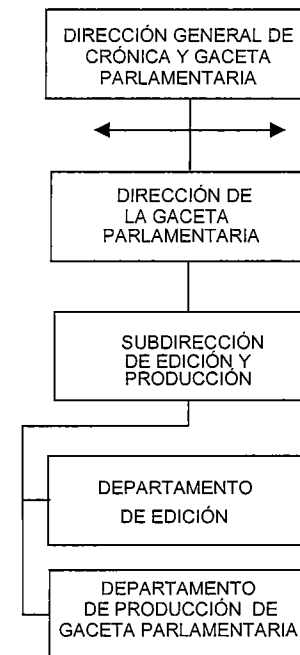 DIRECCIÓN GENERAL DE
CRÓNICA Y GACETA
PARLAMENTARIA
DIRECCIÓN DE
LA GACETA
PARLAMENTARIA
SUBDIRECCIÓN
DE EDICIÓN Y
PRODUCCIÓN
DEPARTAMENTO
DE EDICIÓN
DEPARTAMENTO
DE PRODUCCIÓN DE
GACETA PARLAMENTARIA